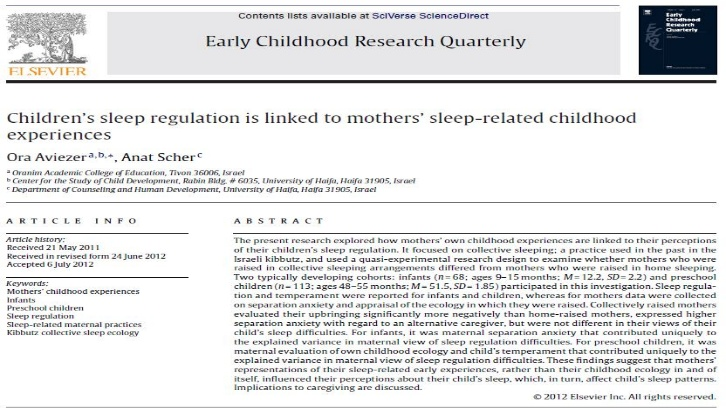 Contents lists available at SciVerse ScienceDirect
Early Childhood Research Quarterly
ELSEVIER
Early
Childhood
Research
Quarterly
Children's sleep regulation is linked to mothers' sleep-related childhood
experiences
Ora Aviezer a,b,*, Anat Scher c
a Oranim Academic College of Education, Tivon 36006, Israel
b Center for the Study of Child Development, Rabin Bldg. # 6035, University of Haifa, Haifa 31905, Israel
c Department of Counseling and Human Development, University of Haifa, Haifa 31905, Israel
ARTICLE INFO
Article history:
Received 21 May 2011
Received in revised form 24 June 2012
Accepted 6 July 2012
Keywords:
Mothers' childhood experiences
Infants
Preschool children
Sleep regulation
Sleep-related maternal practices
Kibbutz collective sleep ecology
ABSTRACT
The present research explored how mothers' own childhood experiences are linked to their perceptions
of their children's sleep regulation. It focused on collective sleeping; a practice used in the past in the
Israeli kibbutz, and used a quasi-experimental research design to examine whether mothers who were
raised in collective sleeping arrangements differed from mothers who were raised in home sleeping.
Two typically developing cohorts: infants (n = 68; ages 9–15 months; M = 12.2, SD = 2.2) and preschool
children (n = 113; ages 48–55 months; M = 51.5, SD = 1.85) participated in this investigation. Sleep regula-
tion and temperament were reported for infants and children, whereas for mothers data were collected
on separation anxiety and appraisal of the ecology in which they were raised. Collectively raised mothers
evaluated their upbringing significantly more negatively than home-raised mothers, expressed higher
separation anxiety with regard to an alternative caregiver, but were not different in their views of their
child's sleep difficulties. For infants, it was maternal separation anxiety that contributed uniquely to
the explained variance in maternal view of sleep regulation difficulties. For preschool children, it was
maternal evaluation of own childhood ecology and child's temperament that contributed uniquely to the
explained variance in maternal view of sleep regulation difficulties. These findings suggest that mothers'
representations of their sleep-related early experiences, rather than their childhood ecology in and of
itself, influenced their perceptions about their child's sleep, which, in turn, affect child's sleep patterns.
Implications to caregiving are discussed.
© 2012 Elsevier Inc. All rights reserved.